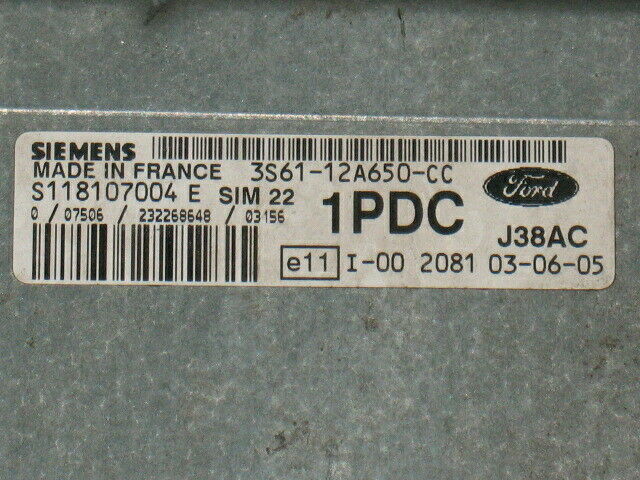 SIEMENS
MADE IN FRANCE 3S61-12A650-CC
S118107004 E SIM 22
Ford
0 / 07506 / 232268648 / 03156
1PDC
J38AC
e11 I-00 2081 03-06-05